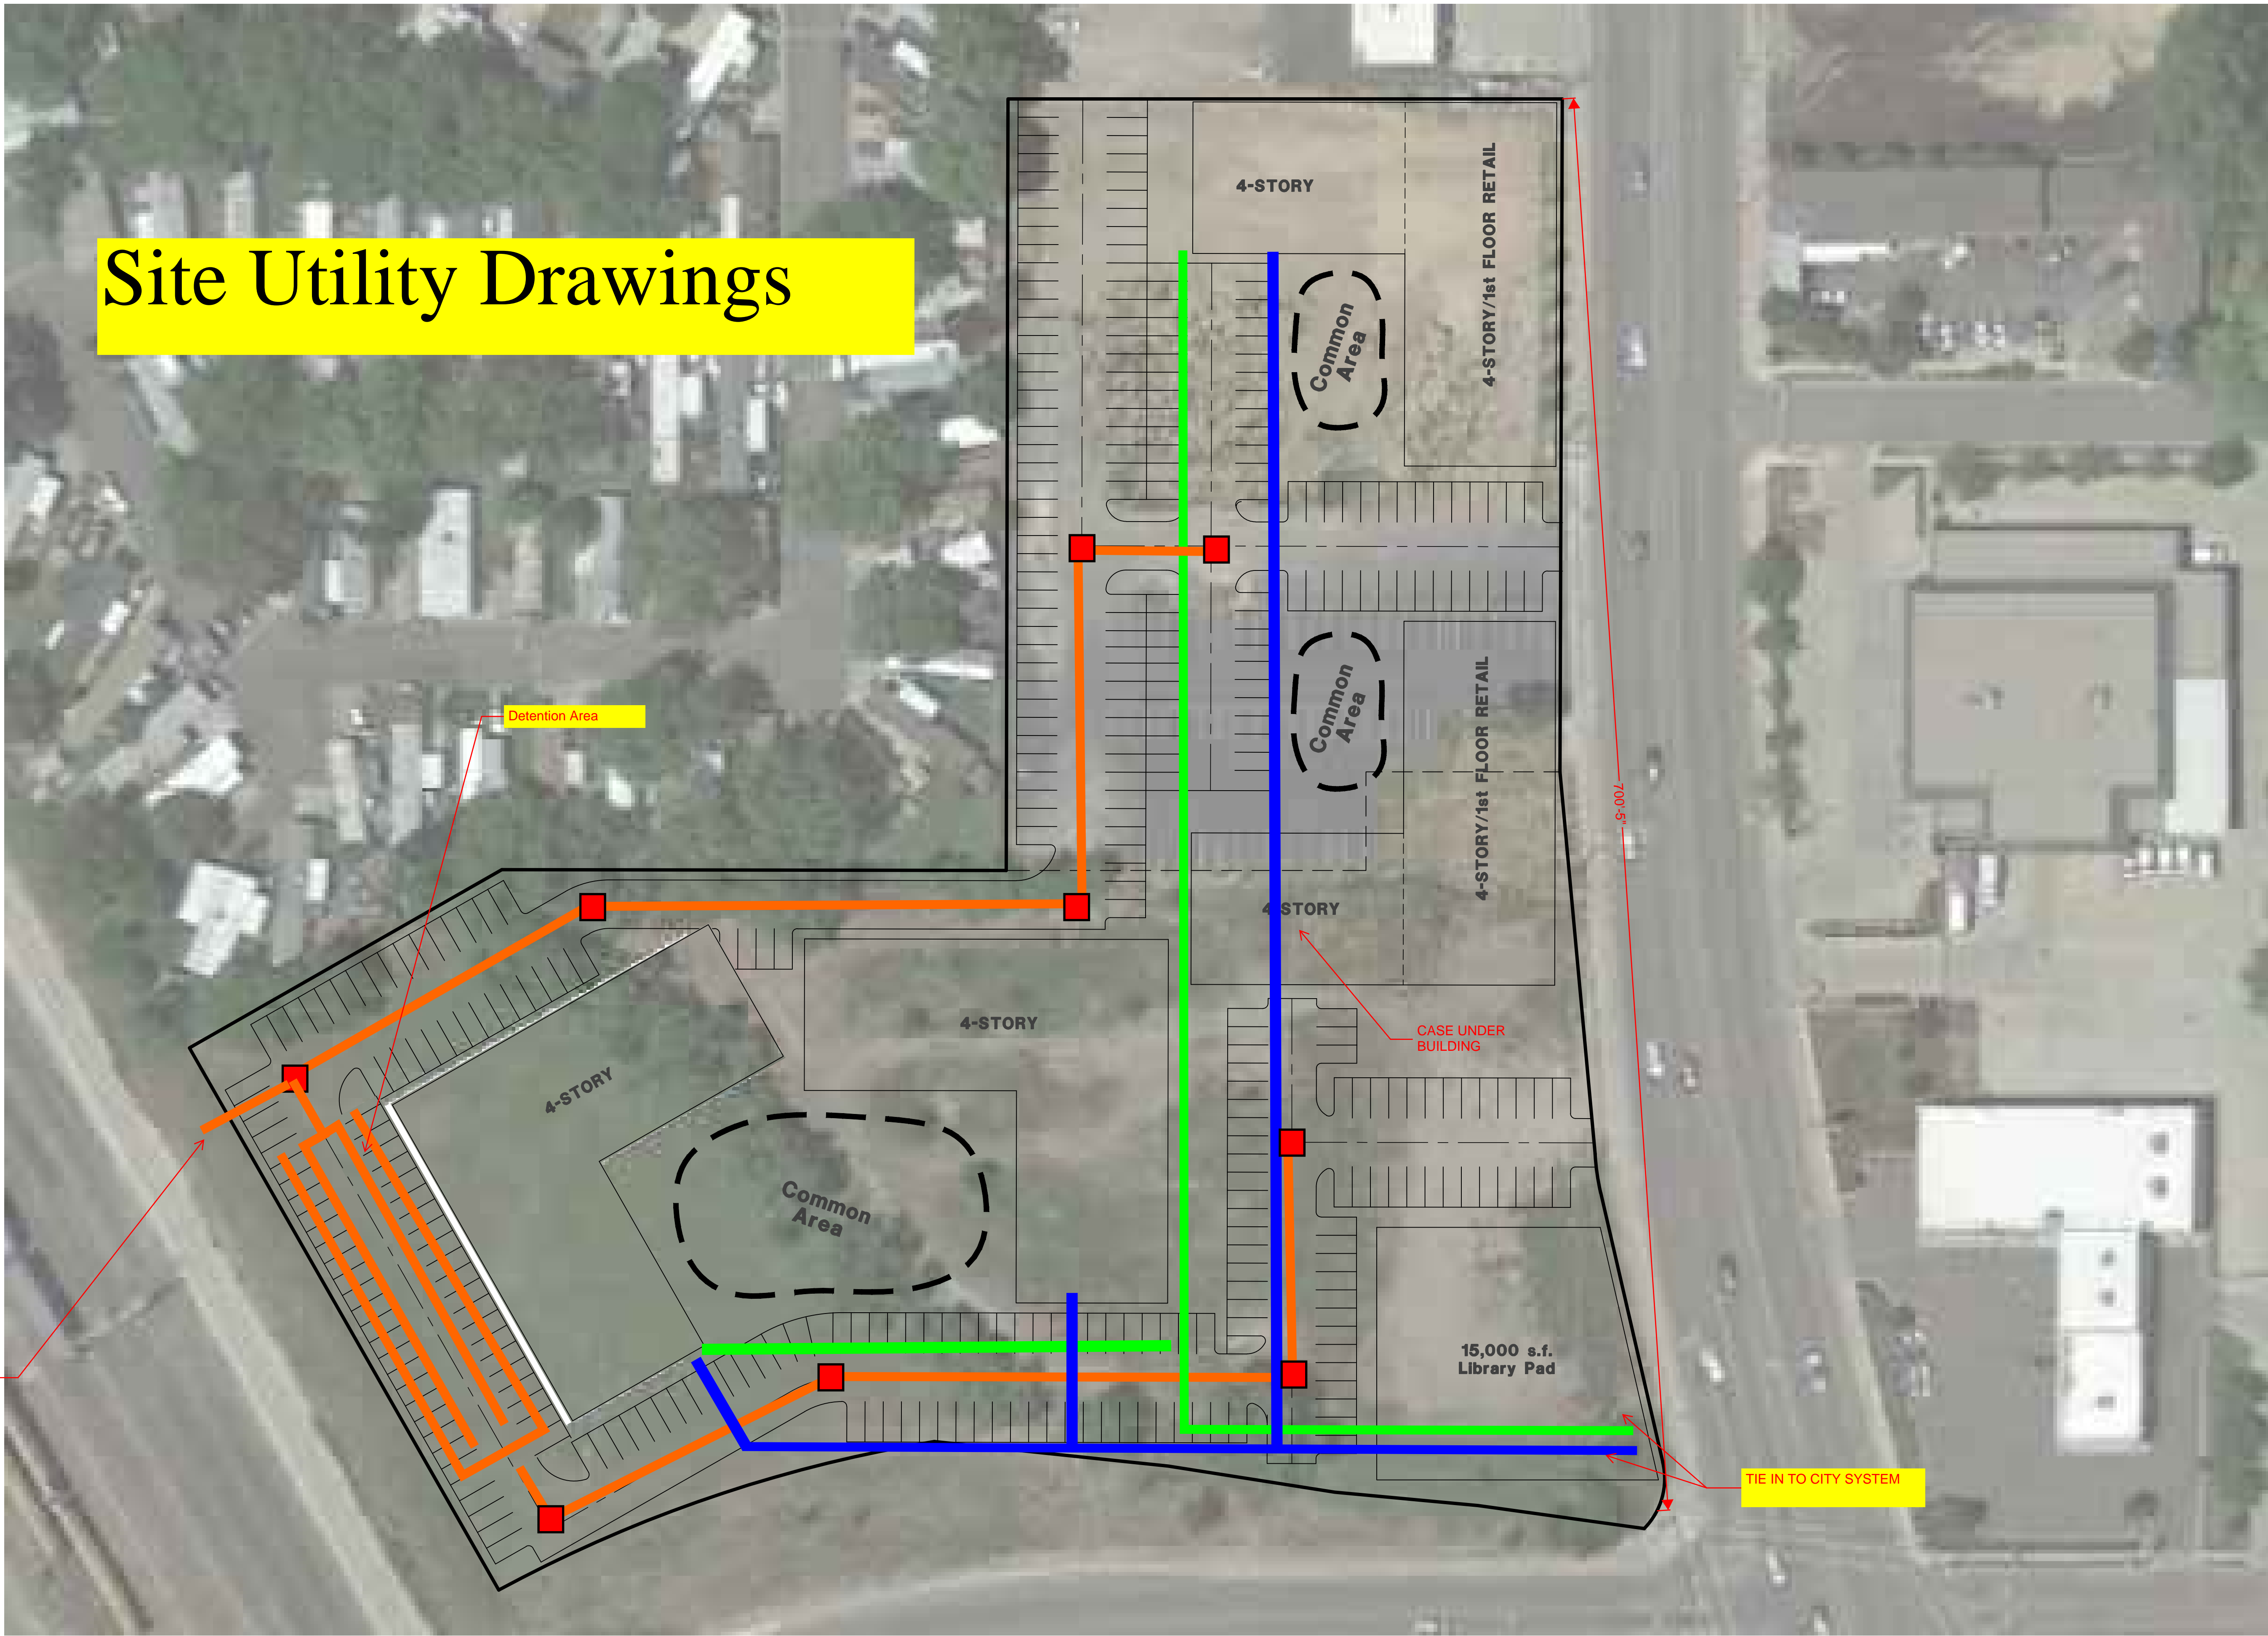 Site Utility Drawings
4-STORY
4-STORY/1st FLOOR RETAIL
Common
Area
Common
Area
4-STORY/1st FLOOR RETAIL
Detention Area
700'-5"
4-STORY
4-STORY
CASE UNDER
BUILDING
4-STORY
Common
Area
15,000 s.f.
Library Pad
TIE IN TO CITY SYSTEM